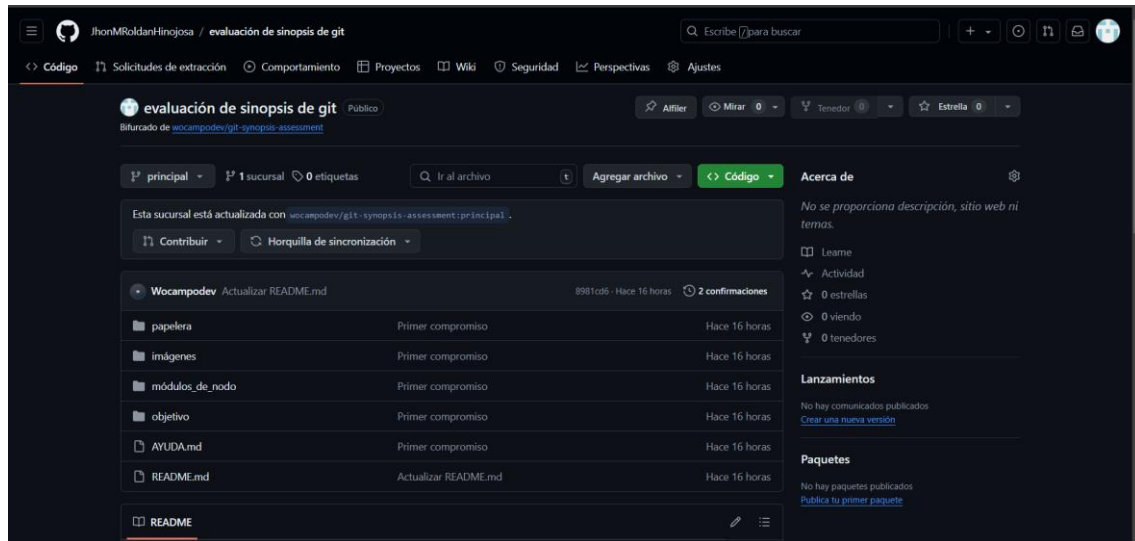 JhonMRoldanHinojosa / evaluación de sinopsis de git
Escribe / para buscar
Código Solicitudes de extracción Comportamiento Proyectos Wiki Seguridad Perspectivas Ajustes
evaluación de sinopsis de git Público
Alfiler Mirar 0 Tenedor 0 Estrella 0
Bifurcado de wocampodev/git-synopsis-assessment
principal 1 sucursal 0 etiquetas Ir al archivo t Agregar archivo Código
Esta sucursal está actualizada con wocampodev/git-synopsis-assessment:principal .
Contribuir Horquilla de sincronización
Wocampodev Actualizar README.md 8981cd6 · Hace 16 horas 2 confirmaciones
papelera Primer compromiso Hace 16 horas
imágenes Primer compromiso Hace 16 horas
módulos_de_nodo Primer compromiso Hace 16 horas
objetivo Primer compromiso Hace 16 horas
AYUDA.md Primer compromiso Hace 16 horas
README.md Actualizar README.md Hace 16 horas
README
Acerca de
No se proporciona descripción, sitio web ni
temas.
Leame
Actividad
0 estrellas
0 viendo
0 tenedores
Lanzamientos
No hay comunicados publicados
Crear una nueva versión
Paquetes
No hay paquetes publicados
Publica tu primer paquete